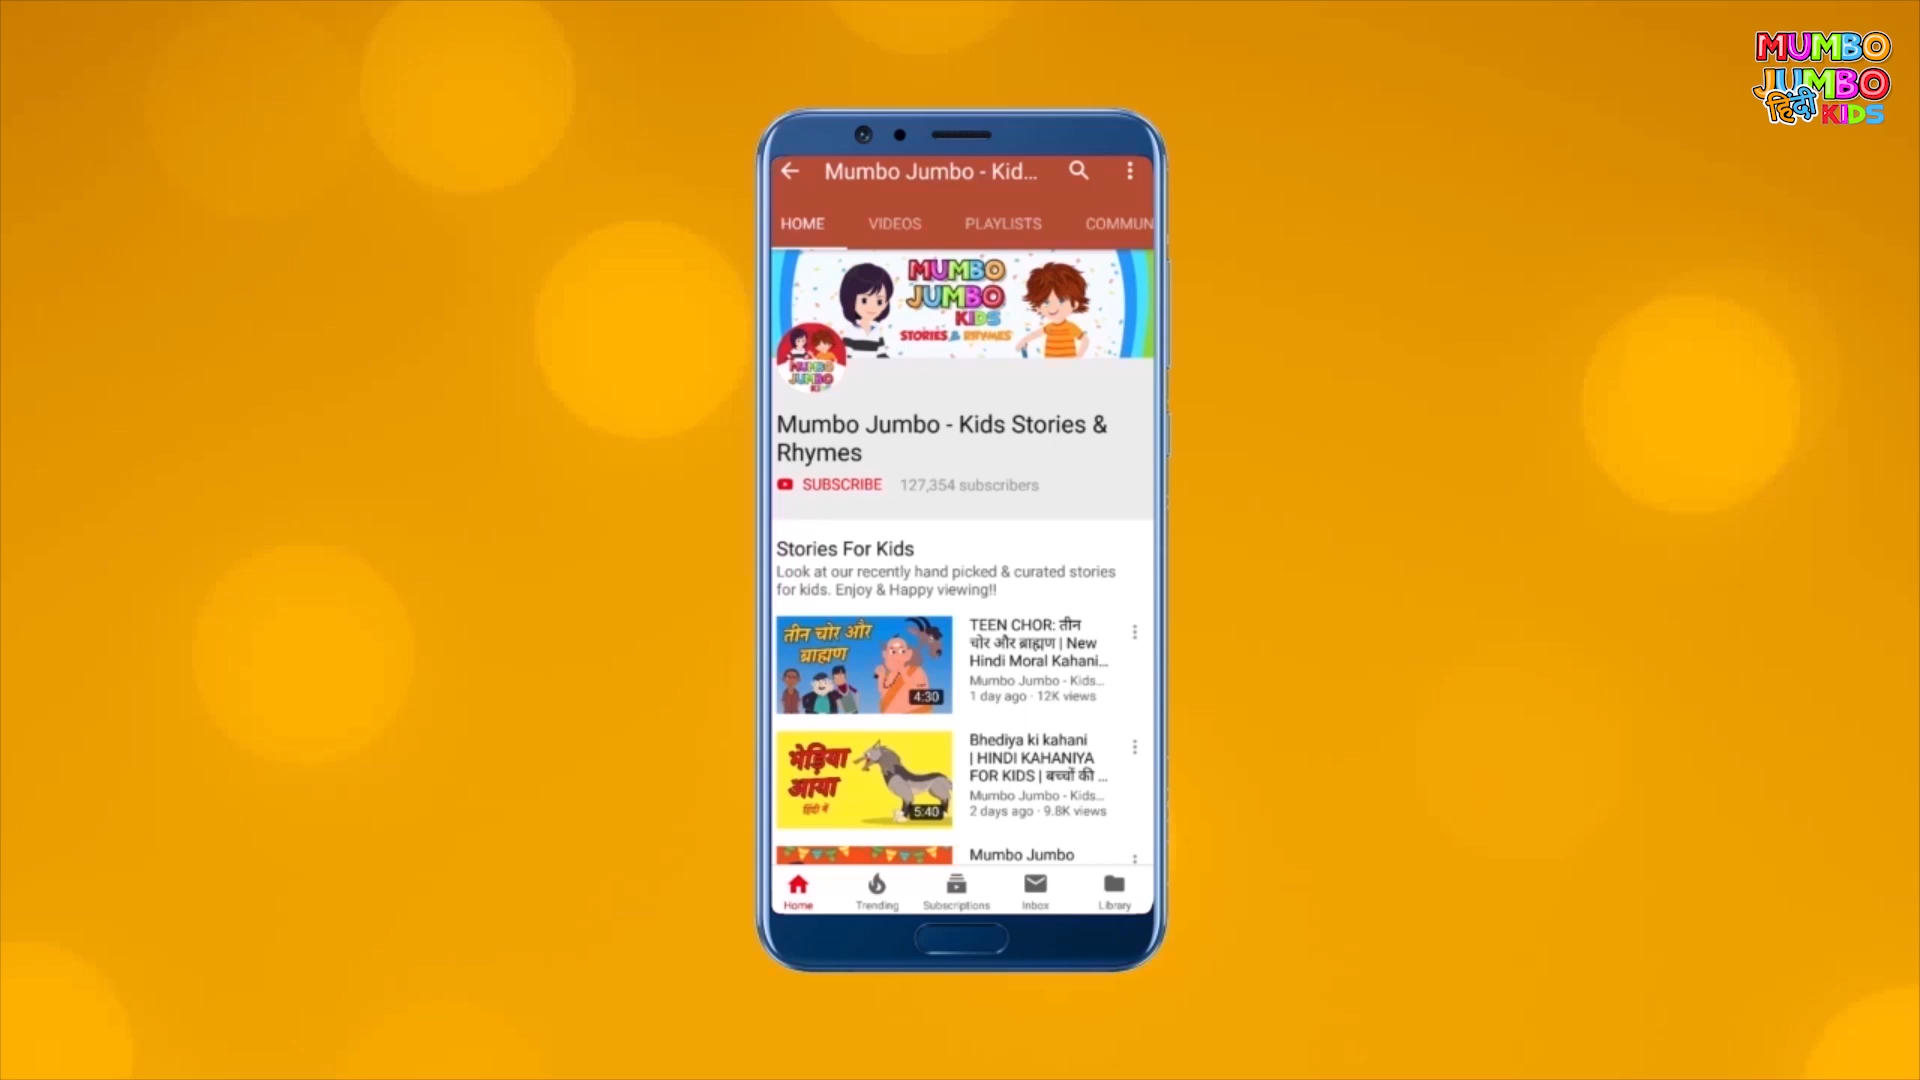 MUMBO
JUMBO
हिंदी KIDS
Mumbo Jumbo - Kid...
HOME VIDEOS PLAYLISTS COMMUN
MUMBO
JUMBO
KIDS
STORIES & RHYMES
MUMBO
JUMBO
KI
Mumbo Jumbo - Kids Stories &
Rhymes
SUBSCRIBE 127,354 subscribers
Stories For Kids
Look at our recently hand picked & curated stories
for kids. Enjoy & Happy viewing!!
तीन चोर और
ब्राह्मण
4:30
TEEN CHOR: तीन
चोर और ब्राह्मण | New
Hindi Moral Kahani...
Mumbo Jumbo - Kids...
1 day ago · 12K views
भेड़िया
आया
हिंदी में
5:40
Bhediya ki kahani
| HINDI KAHANIYA
FOR KIDS | बच्चों की ...
Mumbo Jumbo - Kids...
2 days ago · 9.8K views
Mumbo Jumbo
Home Trending Subscriptions Inbox Library